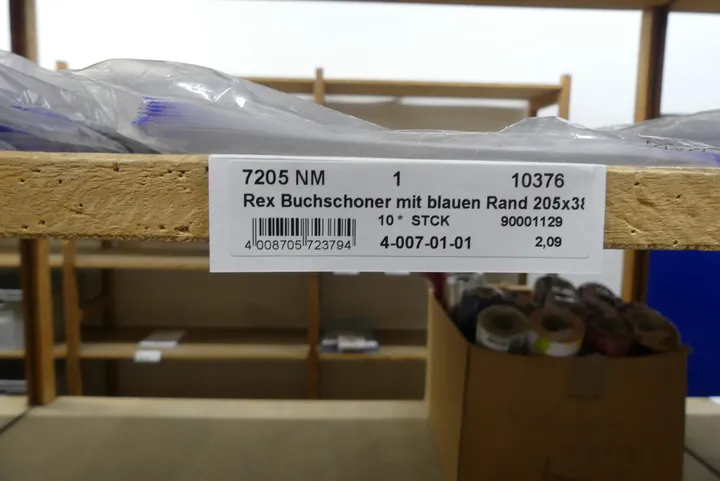 7205 NM 1 10376
Rex Buchschoner mit blauen Rand 205x38
10 * STCK 90001129
4 008705 723794 4-007-01-01 2,09